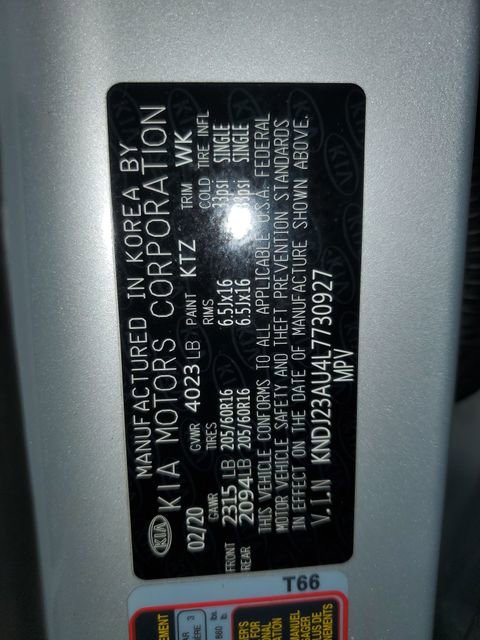 MANUFACTURED IN KOREA BY
KIA KIA MOTORS CORPORATION
02/20 GVWR 4023 LB PAINT KTZ TRIM WK
GAWR TIRES RIMS COLD TIRE INFL
FRONT 2315 LB 205/60R16 6.5Jx16 33psi SINGLE
REAR 2094 LB 205/60R16 6.5Jx16 33psi SINGLE
THIS VEHICLE CONFORMS TO ALL APPLICABLE U.S.A. FEDERAL
MOTOR VEHICLE SAFETY AND THEFT PREVENTION STANDARDS
IN EFFECT ON THE DATE OF MANUFACTURE SHOWN ABOVE.
V.I.N KNDJ23AU4L7730927
MPV
T66